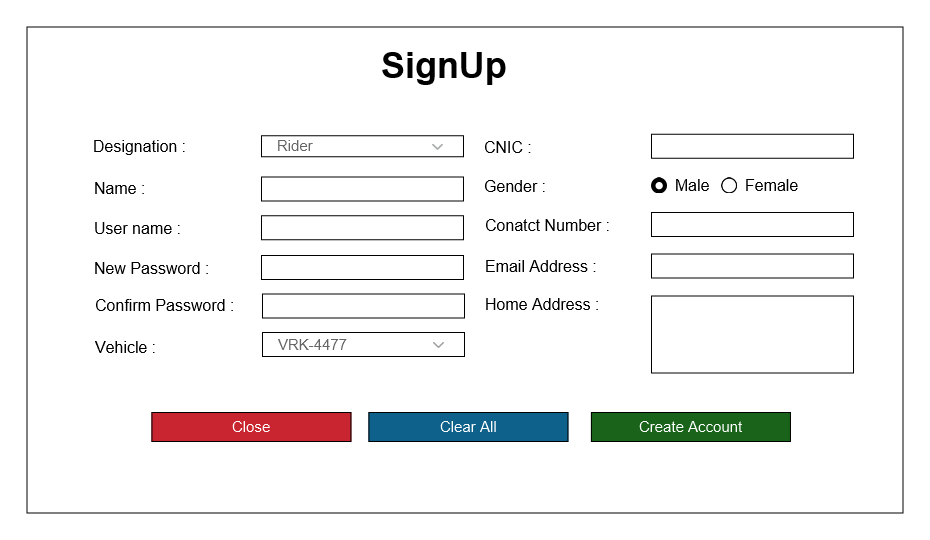 SignUp
Designation : Rider
CNIC :
Name :
Gender : Male Female
User name :
Conatct Number :
New Password :
Email Address :
Confirm Password :
Home Address :
Vehicle : VRK-4477
Close Clear All Create Account